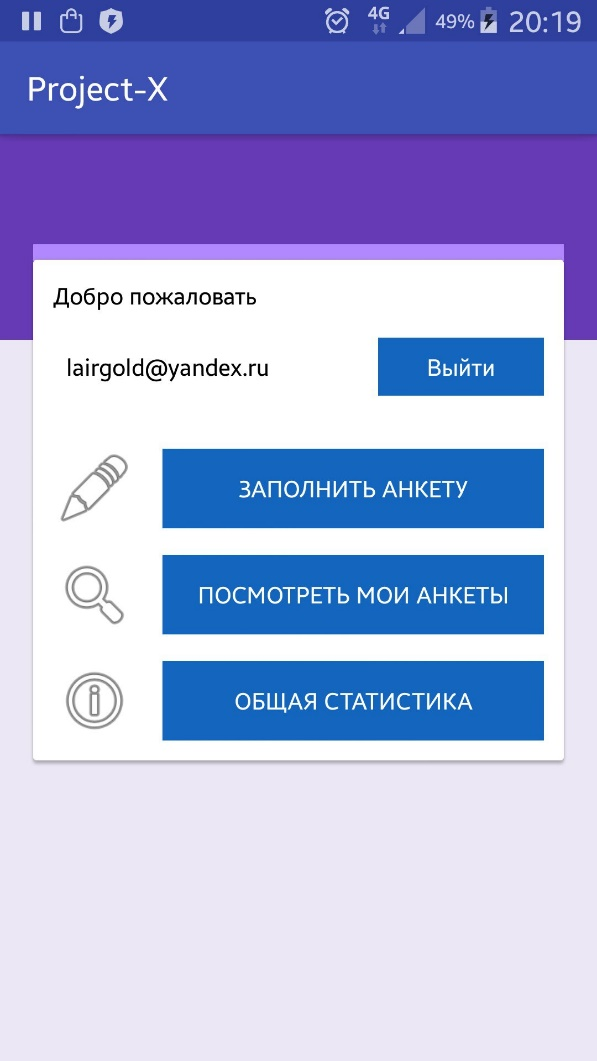 4G 49% 20:19
Project-X
Добро пожаловать
lairgold@yandex.ru Выйти
ЗАПОЛНИТЬ АНКЕТУ
ПОСМОТРЕТЬ МОИ АНКЕТЫ
ОБЩАЯ СТАТИСТИКА